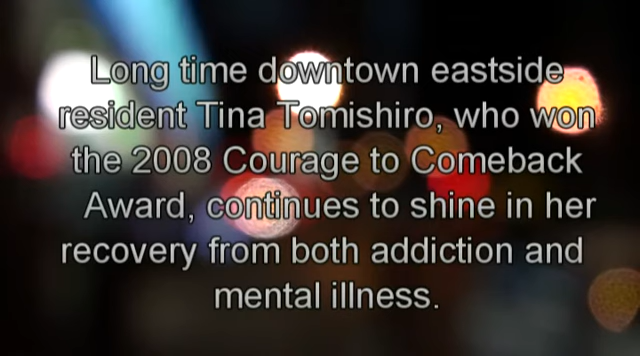 Long time downtown eastside
resident Tina Tomishiro, who won
the 2008 Courage to Comeback
Award, continues to shine in her
recovery from both addiction and
mental illness.